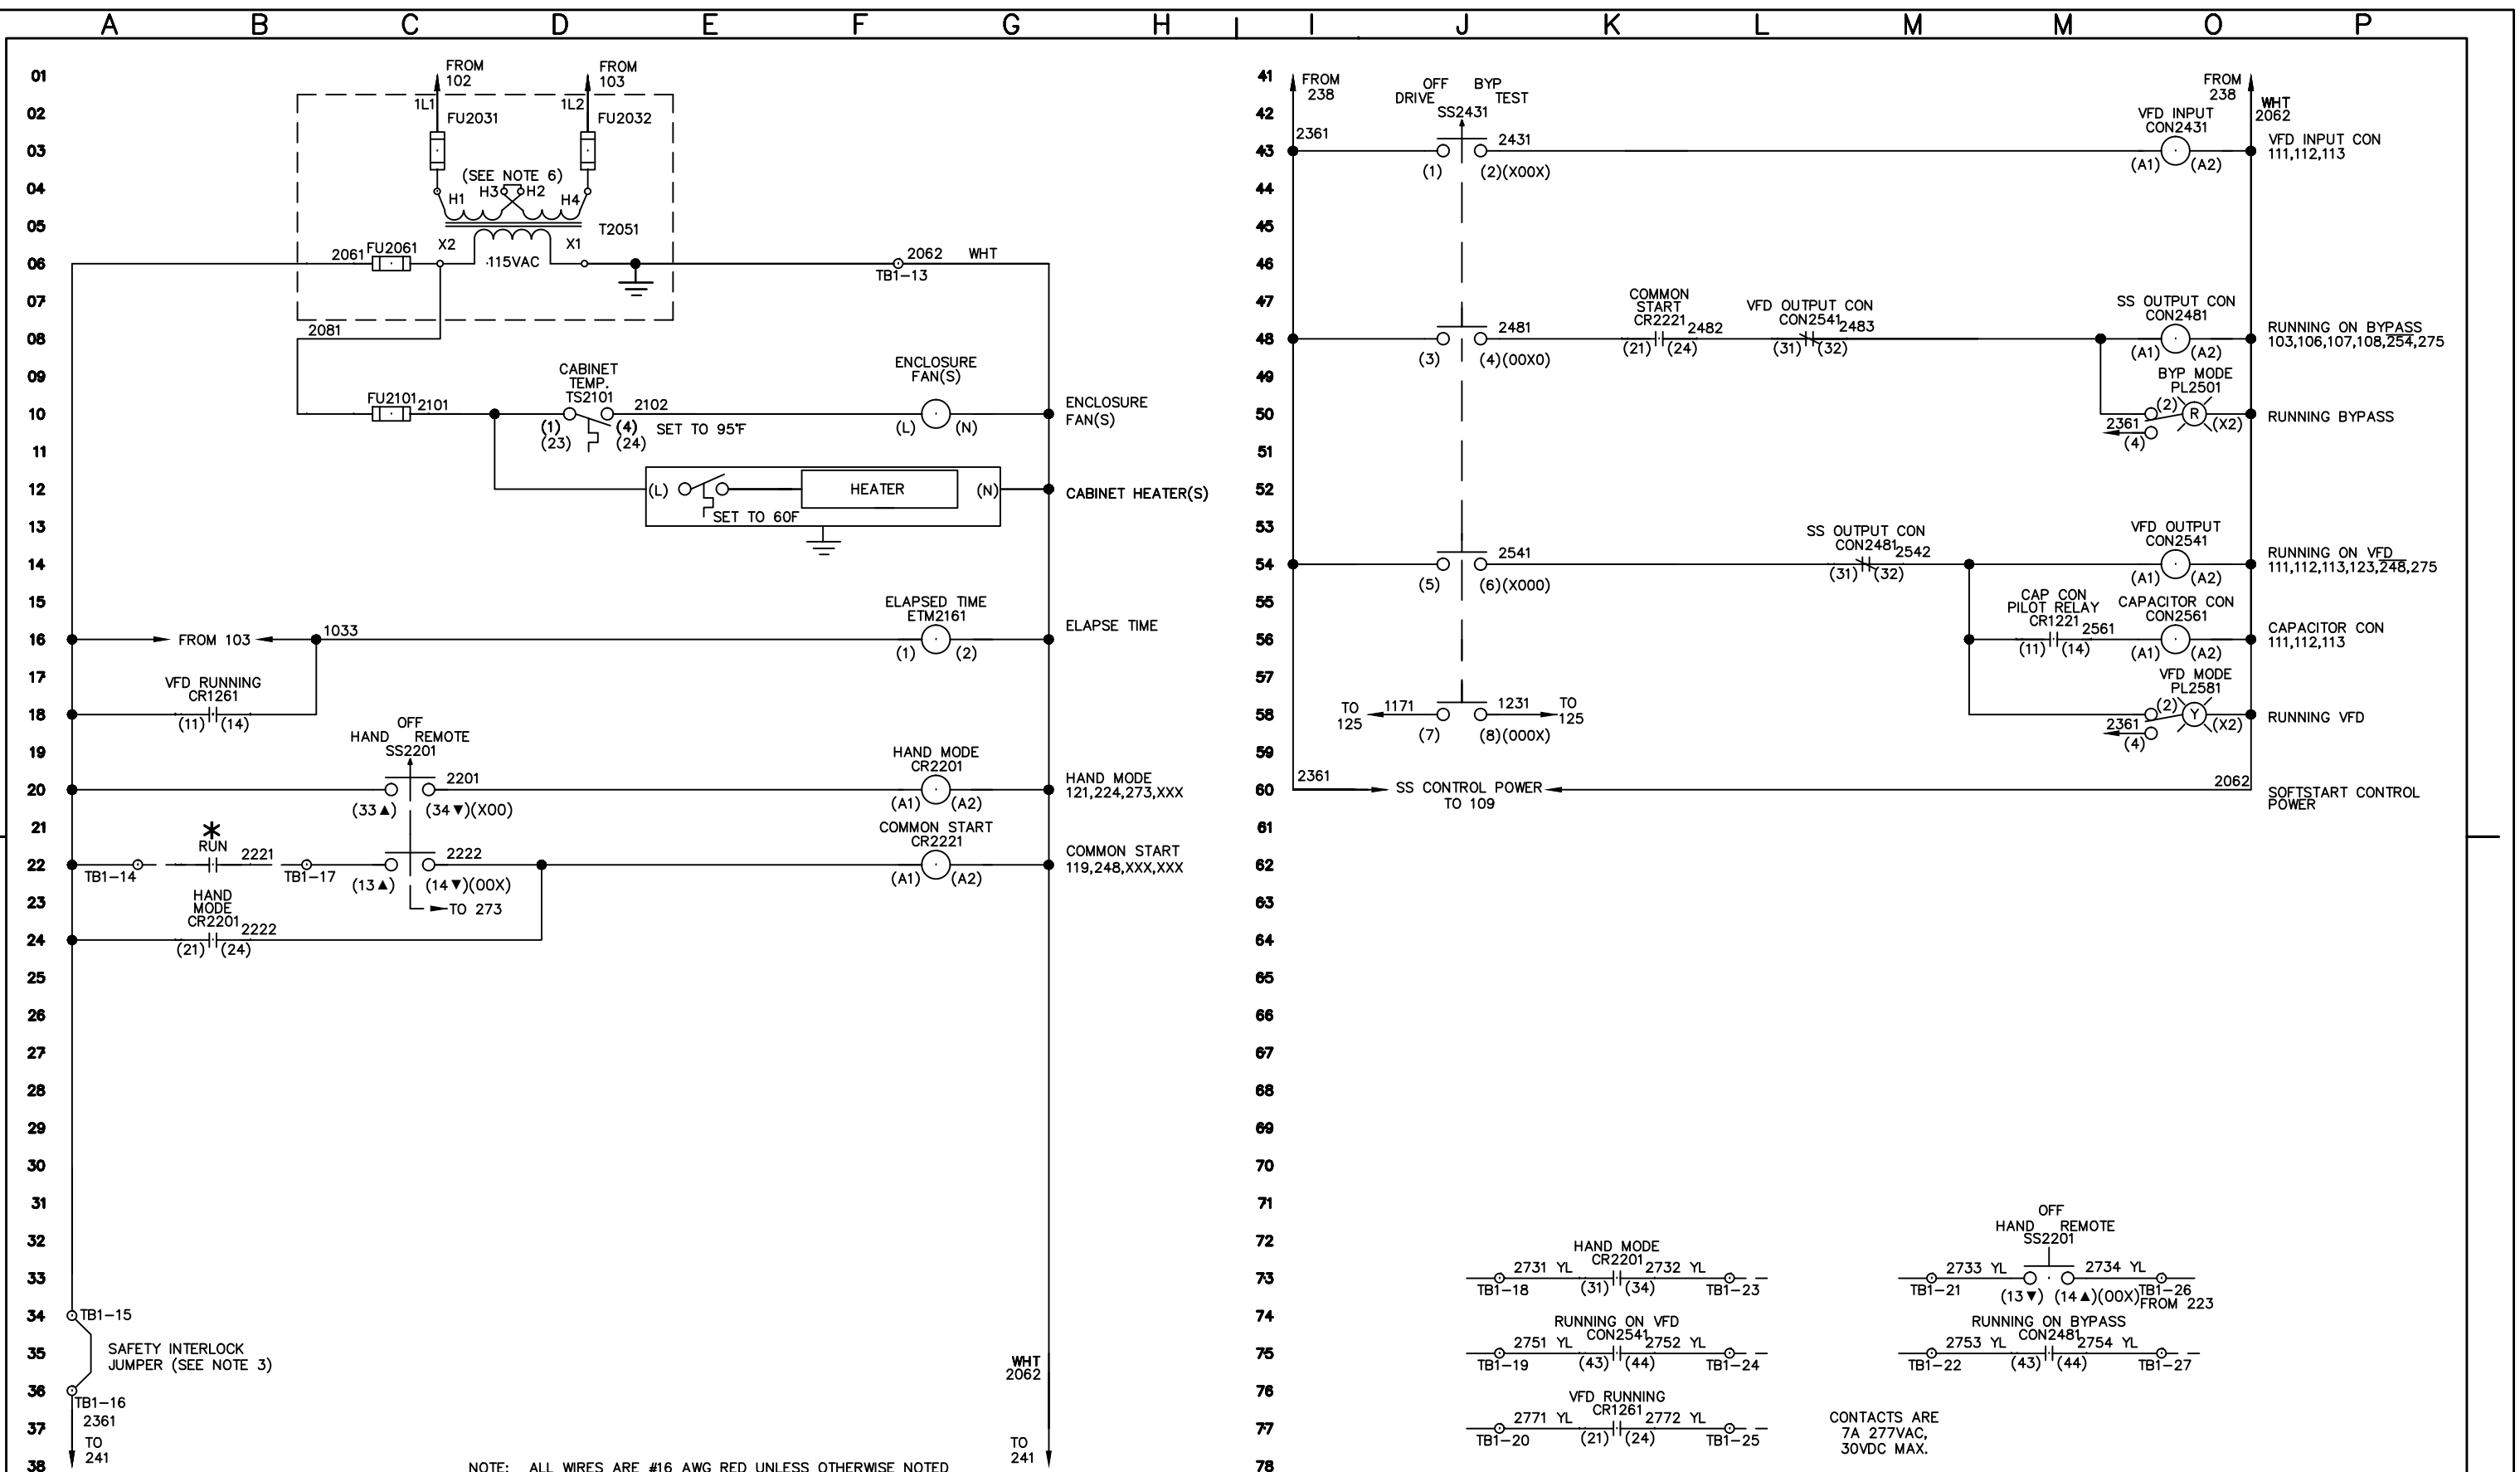 A B C D E F G H I J K L M M O P
01
FROM
102
FROM
103
1L1
1L2
02
FU2031
FU2032
03
(SEE NOTE 6)
04
H1
H3
H2
H4
05
T2051
2061
FU2061
X2
X1
06
115VAC
2062
WHT
TB1-13
07
2081
08
ENCLOSURE
FAN(S)
09
CABINET
TEMP.
TS2101
FU2101
2101
2102
10
ENCLOSURE
FAN(S)
(1)
(23)
(4)
(24)
SET TO 95°F
(L)
(N)
11
12
(L)
HEATER
(N)
CABINET HEATER(S)
SET TO 60F
13
14
ELAPSED TIME
ETM2161
15
16
FROM 103
1033
(1)
(2)
ELAPSE TIME
17
VFD RUNNING
CR1261
18
(11)
(14)
OFF
HAND REMOTE
SS2201
19
HAND MODE
CR2201
2201
20
(33▲)
(34▼)(X00)
(A1)
(A2)
HAND MODE
121,224,273,XXX
21
*
RUN
COMMON START
CR2221
2221
2222
22
TB1-14
TB1-17
(13▲)
(14▼)(00X)
(A1)
(A2)
COMMON START
119,248,XXX,XXX
23
HAND
MODE
CR2201
2222
TO 273
24
(21)
(24)
25
26
27
28
29
30
31
32
33
34
TB1-15
35
SAFETY INTERLOCK
JUMPER (SEE NOTE 3)
WHT
2062
36
TB1-16
2361
37
TO
241
TO
241
38
NOTE: ALL WIRES ARE #16 AWG RED UNLESS OTHERWISE NOTED
41
FROM
238
OFF BYP
DRIVE TEST
SS2431
FROM
238
WHT
2062
42
VFD INPUT
CON2431
2361
2431
43
(1)
(2)(X00X)
(A1)
(A2)
VFD INPUT CON
111,112,113
44
45
46
47
COMMON
START
CR2221
2482
VFD OUTPUT CON
CON2541
2483
SS OUTPUT CON
CON2481
2481
48
(3)
(4)(00X0)
(21)
(24)
(31)
(32)
(A1)
(A2)
RUNNING ON BYPASS
103,106,107,108,254,275
49
BYP MODE
PL2501
50
(2)
R
(X2)
2361
(4)
RUNNING BYPASS
51
52
53
SS OUTPUT CON
CON2481
2542
VFD OUTPUT
CON2541
2541
54
(5)
(6)(X000)
(31)
(32)
(A1)
(A2)
RUNNING ON VFD
111,112,113,123,248,275
55
CAP CON
PILOT RELAY
CR1221
2561
CAPACITOR CON
CON2561
56
(11)
(14)
(A1)
(A2)
CAPACITOR CON
111,112,113
57
VFD MODE
PL2581
58
TO
125
1171
1231
TO
125
(7)
(8)(000X)
(2)
Y
(X2)
2361
(4)
RUNNING VFD
59
2361
60
SS CONTROL POWER
TO 109
2062
SOFTSTART CONTROL
POWER
61
62
63
64
65
66
67
68
69
70
71
72
OFF
HAND REMOTE
SS2201
HAND MODE
CR2201
73
2731 YL
2732 YL
TB1-18
(31)
(34)
TB1-23
2733 YL
2734 YL
TB1-21
(13▼)
(14▲)(00X)
TB1-26
FROM 223
74
RUNNING ON VFD
CON2541
RUNNING ON BYPASS
CON2481
75
2751 YL
2752 YL
TB1-19
(43)
(44)
TB1-24
2753 YL
2754 YL
TB1-22
(43)
(44)
TB1-27
76
VFD RUNNING
CR1261
77
2771 YL
2772 YL
TB1-20
(21)
(24)
TB1-25
CONTACTS ARE
7A 277VAC,
30VDC MAX.
78